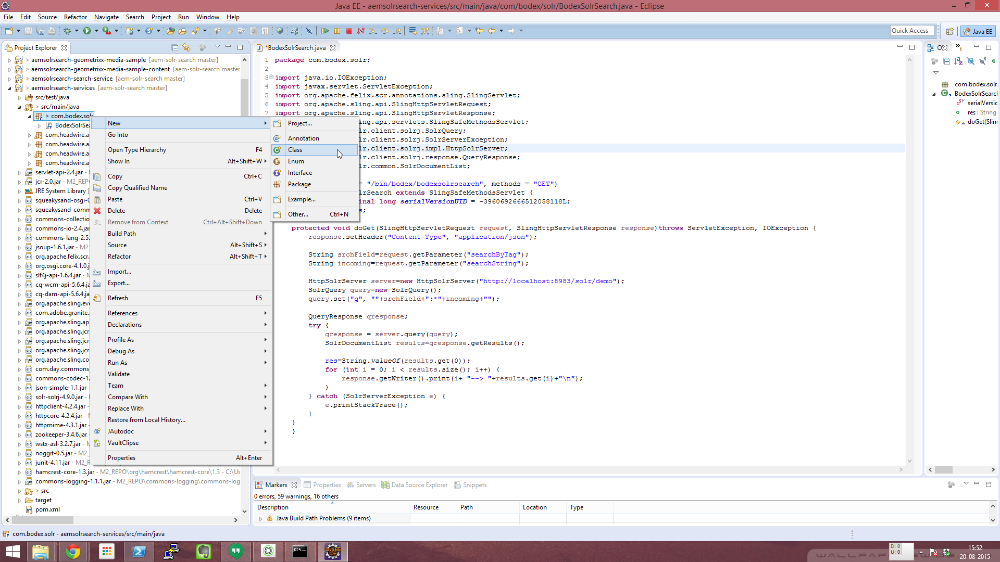 Java EE - aemsolrsearch-services/src/main/java/com/bodex/solr/BodexSolrSearch.java - Eclipse
File Edit Source Refactor Navigate Search Project Run Window Help
Quick Access
Java EE
Project Explorer
> aemsolrsearch-geometrixx-media-sample [aem-solr-search master]
> aemsolrsearch-geometrixx-media-sample-content [aem-solr-search master
> aemsolrsearch-search-service [aem-solr-search master]
> aemsolrsearch-services [aem-solr-search master]
src/test/java
> src/main/java
> com.bodex.solr
BodexSolrSea
com.headwire.a
com.headwire.a
com.headwire.a
com.headwire.a
servlet-api-2.4.jar -
jcr-2.0.jar - M2_REPO
JRE System Library [
squeakysand-osgi-0
squeakysand-comm
commons-collectio
commons-io-2.4.jar
commons-lang-2.5.
jsoup-1.6.1.jar - M2_
org.apache.felix.scr.
org.osgi.core-4.1.0.j
slf4j-api-1.6.4.jar -
cq-wcm-api-5.6.4.ja
cq-dam-api-5.6.4.ja
org.apache.sling.eve
com.adobe.granite.
org.apache.sling.ap
org.apache.sling.jcr
org.apache.sling.jcr
org.apache.sling.jcr
org.apache.sling.co
com.day.commons
commons-codec-1.
json-simple-1.1.jar
solr-solrj-4.9.0.jar -
httpclient-4.2.4.jar
httpcore-4.2.4.jar -
httpmime-4.3.1.jar
zookeeper-3.4.6.jar
wstx-asl-3.2.7.jar - M
noggit-0.5.jar - M2_R
junit-4.11.jar - M2_R
hamcrest-core-1.3.jar - M2_REPO\org\hamcrest\hamcrest-core\1.3 - C:\Us
commons-logging-1.1.1.jar - M2_REPO\commons-logging\commons-log
> src
target
pom.xml
New
Go Into
Open Type Hierarchy F4
Show In Alt+Shift+W
Copy Ctrl+C
Copy Qualified Name
Paste Ctrl+V
Delete Delete
Remove from Context Ctrl+Alt+Shift+Down
Build Path
Source Alt+Shift+S
Refactor Alt+Shift+T
Import...
Export...
Refresh F5
References
Declarations
Profile As
Debug As
Run As
Validate
Team
Compare With
Replace With
Restore from Local History...
JAutodoc
VaultClipse
Properties Alt+Enter
Project...
Annotation
Class
Enum
Interface
Package
Example...
Other... Ctrl+N
*BodexSolrSearch.java
1 package com.bodex.solr;
2
3 import java.io.IOException;
4 import javax.servlet.ServletException;
5 import org.apache.felix.scr.annotations.sling.SlingServlet;
6 import org.apache.sling.api.SlingHttpServletRequest;
7 import org.apache.sling.api.SlingHttpServletResponse;
ng.api.servlets.SlingSafeMethodsServlet;
lr.client.solrj.SolrQuery;
lr.client.solrj.SolrServerException;
lr.client.solrj.impl.HttpSolrServer;
lr.client.solrj.response.QueryResponse;
lr.common.SolrDocumentList;
= "/bin/bodex/bodexsolrsearch", methods = "GET")
lrSearch extends SlingSafeMethodsServlet {
inal long serialVersionUID = -3960692666512058118L;
s;
protected void doGet(SlingHttpServletRequest request, SlingHttpServletResponse response)throws ServletException, IOException {
response.setHeader("Content-Type", "application/json");
String srchField=request.getParameter("searchByTag");
String incoming=request.getParameter("searchString");
HttpSolrServer server=new HttpSolrServer("http://localhost:8983/solr/demo");
SolrQuery query=new SolrQuery();
query.set("q", ""+srchField+":*"+incoming+"");
QueryResponse qresponse;
try {
qresponse = server.query(query);
SolrDocumentList results=qresponse.getResults();
res=String.valueOf(results.get(0));
for (int i = 0; i < results.size(); i++) {
response.getWriter().print(i+ "--> "+results.get(i)+"\n");
}
} catch (SolrServerException e) {
e.printStackTrace();
}
}
}
O
com.bodex.solr
BodexSolrSearch
serialVersic
res : String
doGet(Sling
Markers Properties Servers Data Source Explorer Snippets
0 errors, 59 warnings, 16 others
Description Resource Path Location Type
Java Build Path Problems (9 items)
com.bodex.solr - aemsolrsearch-services/src/main/java
Java EE
IDE
D: 0
U: 0
15:52
20-08-2015